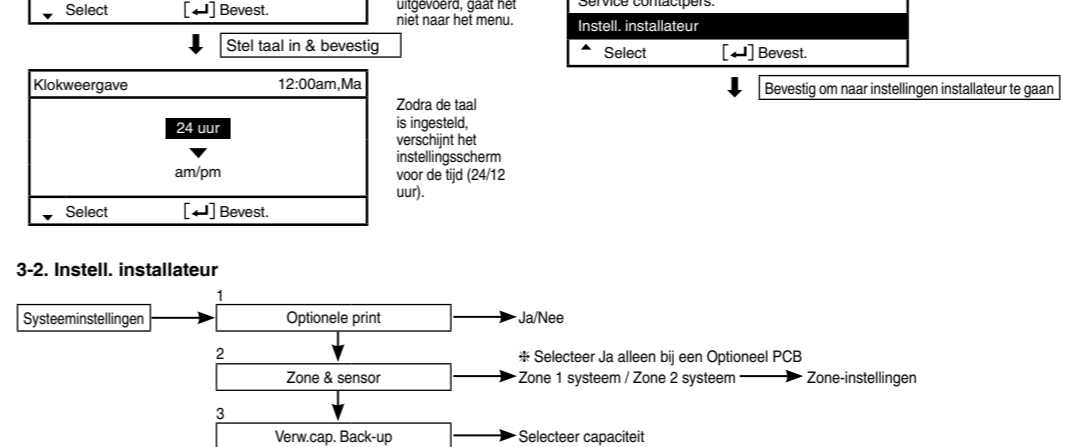 uitgevoerd, gaat het
niet naar het menu.
Select [↵] Bevest.
Stel taal in & bevestig
Klokweergave 12:00am,Ma
24 uur
am/pm
Select [↵] Bevest.
Zodra de taal
is ingesteld,
verschijnt het
instellingsscherm
voor de tijd (24/12
uur).
Service contactpers.
Instell. installateur
Select [↵] Bevest.
Bevestig om naar instellingen installateur te gaan
3-2. Instell. installateur
Systeeminstellingen
1
Optionele print
Ja/Nee
2
❉ Selecteer Ja alleen bij een Optioneel PCB
Zone & sensor
Zone 1 systeem / Zone 2 systeem
Zone-instellingen
3
Verw.cap. Back-up
Selecteer capaciteit